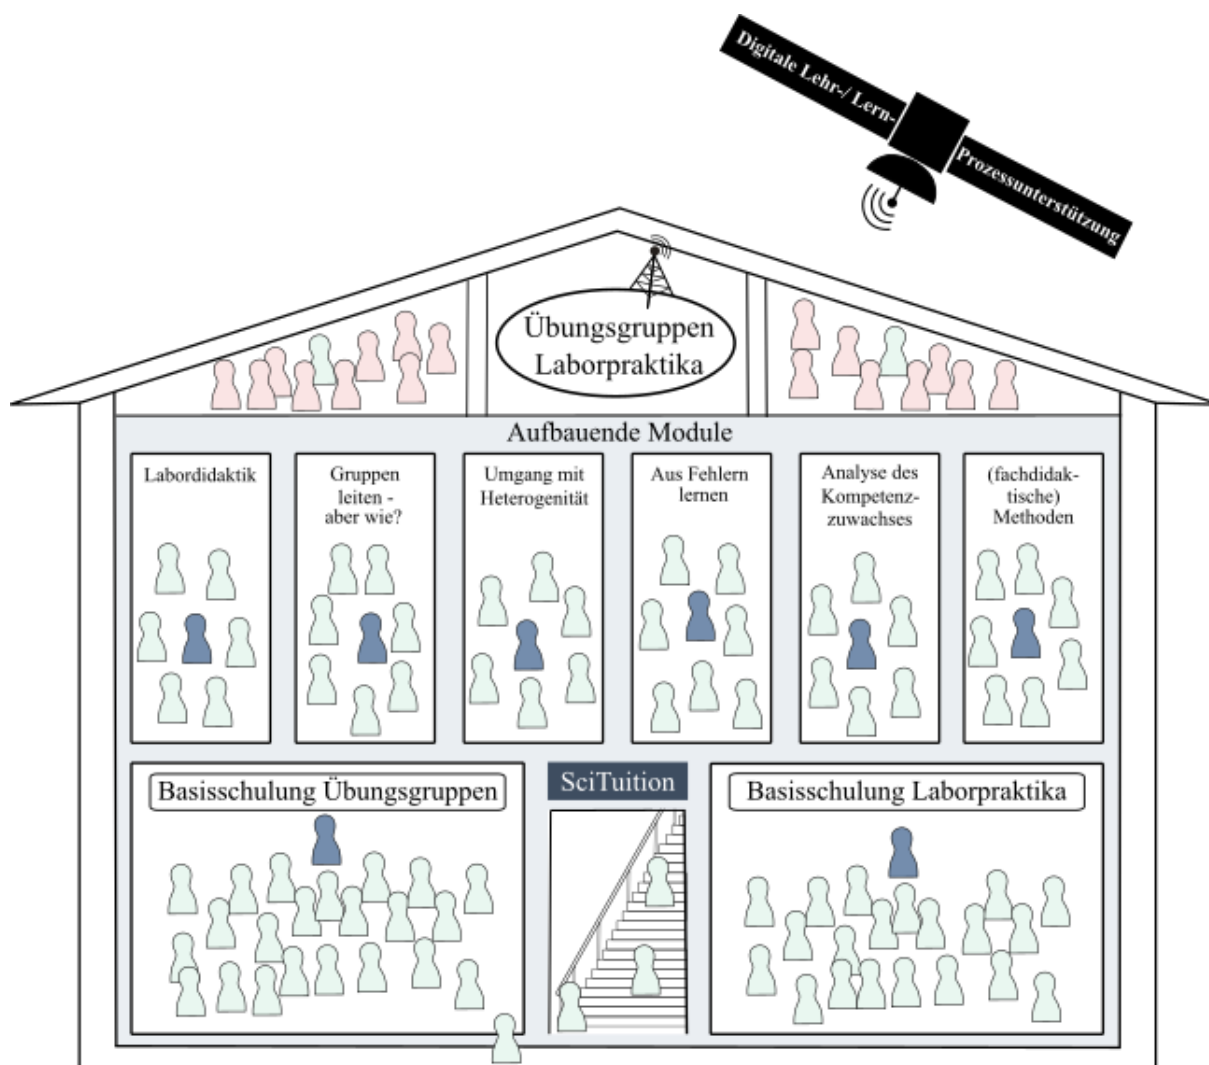 Digitale Lehr-/ Lern-
Prozessunterstützung
Übungsgruppen
Laborpraktika
Aufbauende Module
Labordidaktik
Gruppen
leiten -
aber wie?
Umgang mit
Heterogenität
Aus Fehlern
lernen
Analyse des
Kompetenz-
zuwachses
(fachdidak-
tische)
Methoden
Basisschulung Übungsgruppen
SciTuition
Basisschulung Laborpraktika